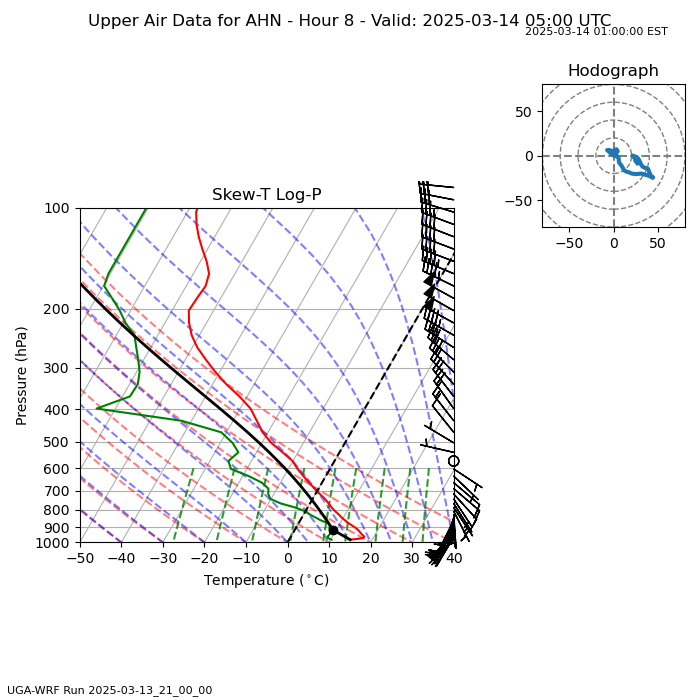 Upper Air Data for AHN - Hour 8 - Valid: 2025-03-14 05:00 UTC
2025-03-14 01:00:00 EST
Hodograph
50
0
−50
−50 0 50
Skew-T Log-P
100
200
300
400
500
600
700
800
900
1000
Pressure (hPa)
−50 −40 −30 −20 −10 0 10 20 30 40
Temperature (°C)
UGA-WRF Run 2025-03-13_21_00_00